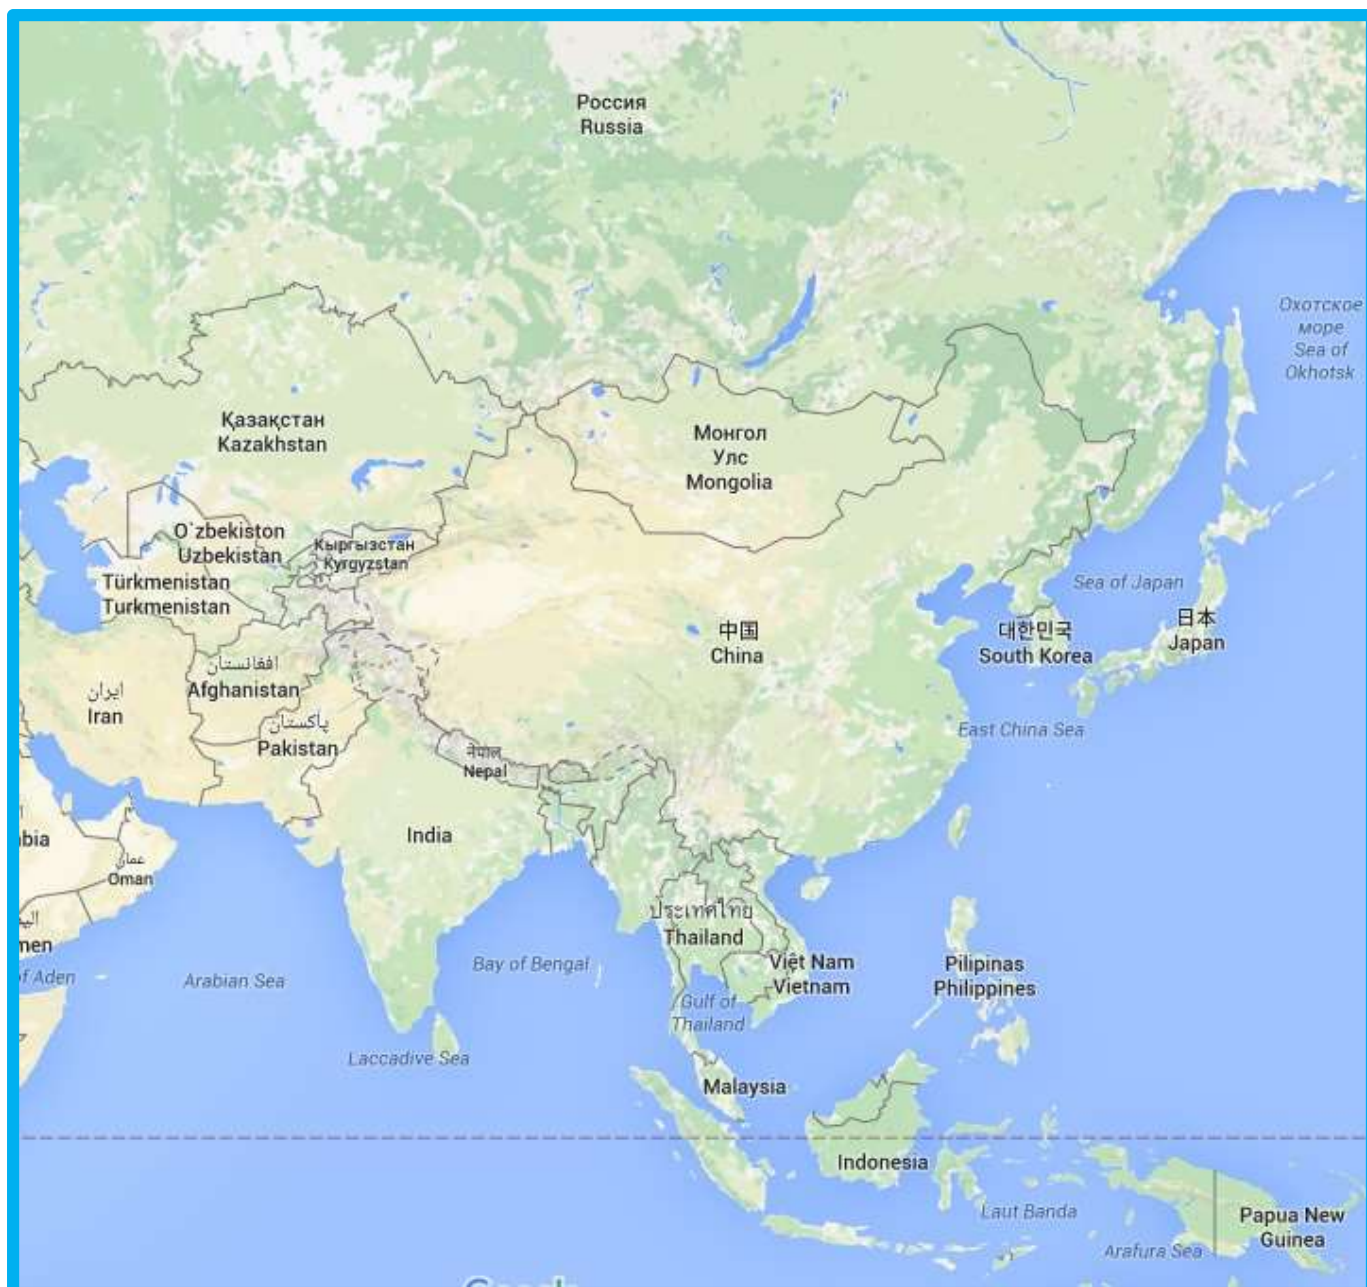 Россия
Russia
Охотское
море
Sea of
Okhotsk
Қазақстан
Kazakhstan
Монгол
Улс
Mongolia
O`zbekiston
Uzbekistan
Кыргызстан
Kyrgyzstan
Türkmenistan
Turkmenistan
Sea of Japan
中国
China
대한민국
South Korea
日本
Japan
افغانستان
Afghanistan
ایران
Iran
پاکستان
Pakistan
East China Sea
नेपाल
Nepal
India
bia
عمان
Oman
men
of Aden
Arabian Sea
Bay of Bengal
ประเทศไทย
Thailand
Việt Nam
Vietnam
Pilipinas
Philippines
Gulf of
Thailand
Laccadive Sea
Malaysia
Indonesia
Laut Banda
Papua New
Guinea
Arafura Sea